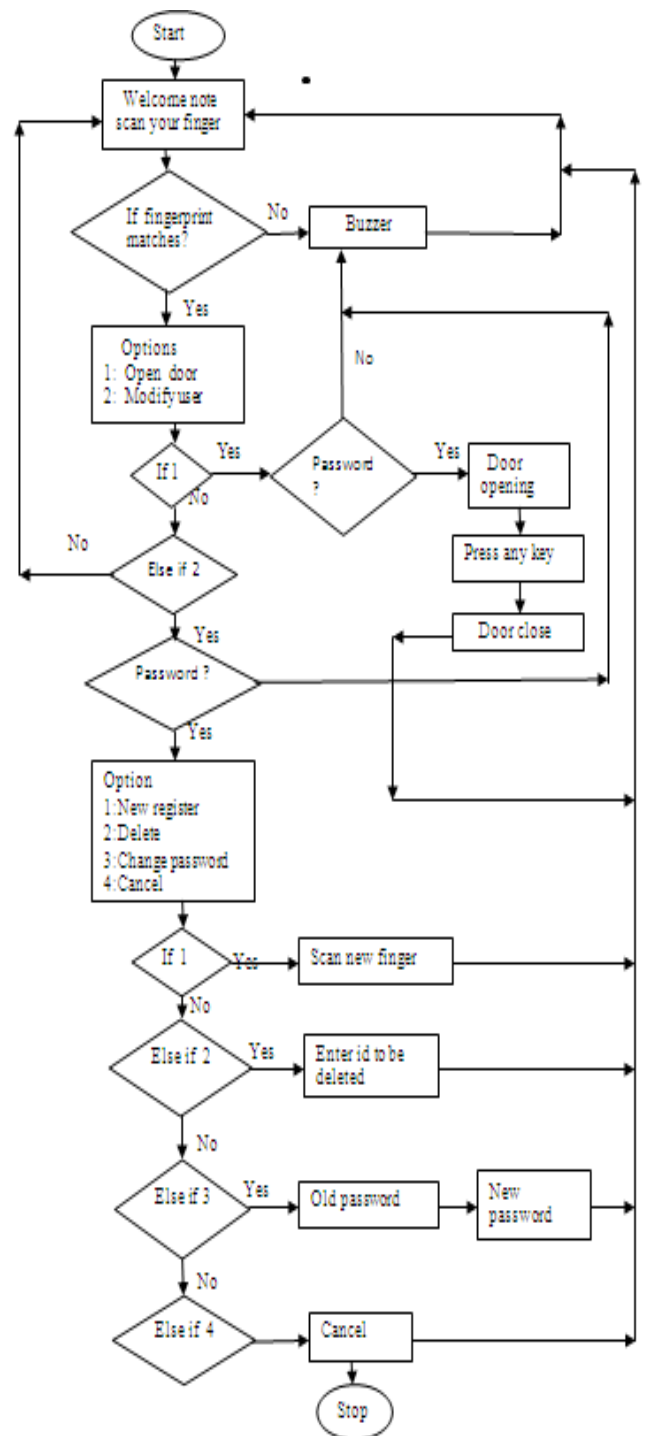 Start
Welcome note
scan your finger
If fingerprint
matches?
No
Buzzer
Yes
Options
1: Open door
2: Modify user
No
If 1
Yes
Password
?
Yes
Door
opening
No
No
Else if 2
Press any key
Door close
Yes
Password ?
Yes
Option
1:New register
2:Delete
3:Change password
4:Cancel
If 1
Yes
Scan new finger
No
Else if 2
Yes
Enter id to be
deleted
No
Else if 3
Yes
Old password
New
password
No
Else if 4
Cancel
Stop